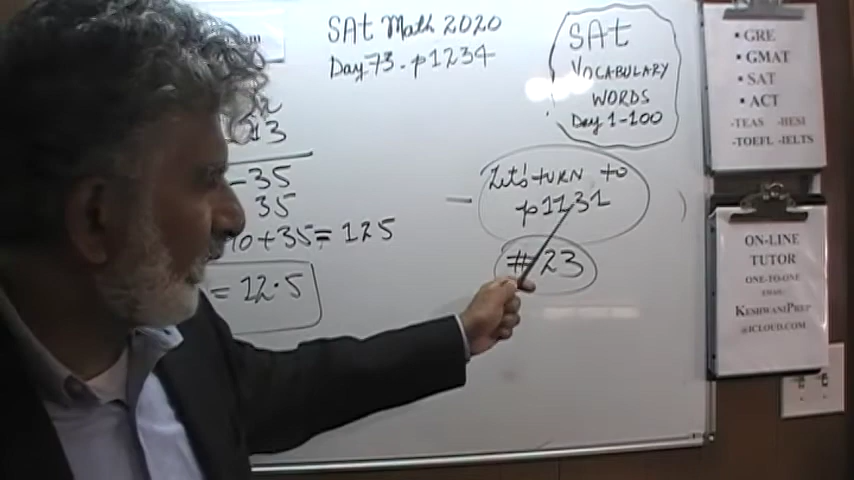 SAt Math 2020
Day 73 - p1234
SAt
VOCABULARY
WORDS
Day 1-100
-35
35
+35 = 125
= 12.5
Let's turn to
p1231
#23
• GRE
• GMAT
• SAT
• ACT
-TEAS -HESI
-TOEFL -IELTS
ON-LINE
TUTOR
ONE-TO-ONE
EMAIL:
KESHWANIPREP
@ICLOUD.COM